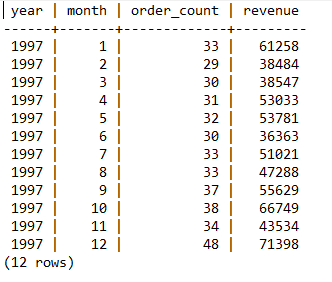 year | month | order_count | revenue
------+-------+-------------+---------
1997 | 1 | 33 | 61258
1997 | 2 | 29 | 38484
1997 | 3 | 30 | 38547
1997 | 4 | 31 | 53033
1997 | 5 | 32 | 53781
1997 | 6 | 30 | 36363
1997 | 7 | 33 | 51021
1997 | 8 | 33 | 47288
1997 | 9 | 37 | 55629
1997 | 10 | 38 | 66749
1997 | 11 | 34 | 43534
1997 | 12 | 48 | 71398
(12 rows)